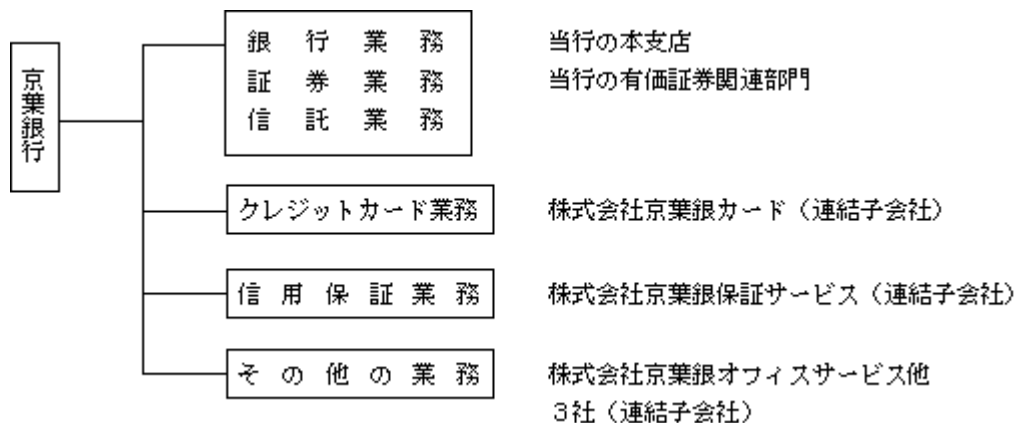 京葉銀行
銀行業務 当行の本支店
証券業務 当行の有価証券関連部門
信託業務
クレジットカード業務 株式会社京葉銀カード（連結子会社）
信用保証業務 株式会社京葉銀保証サービス（連結子会社）
その他の業務 株式会社京葉銀オフィスサービス他
３社（連結子会社）